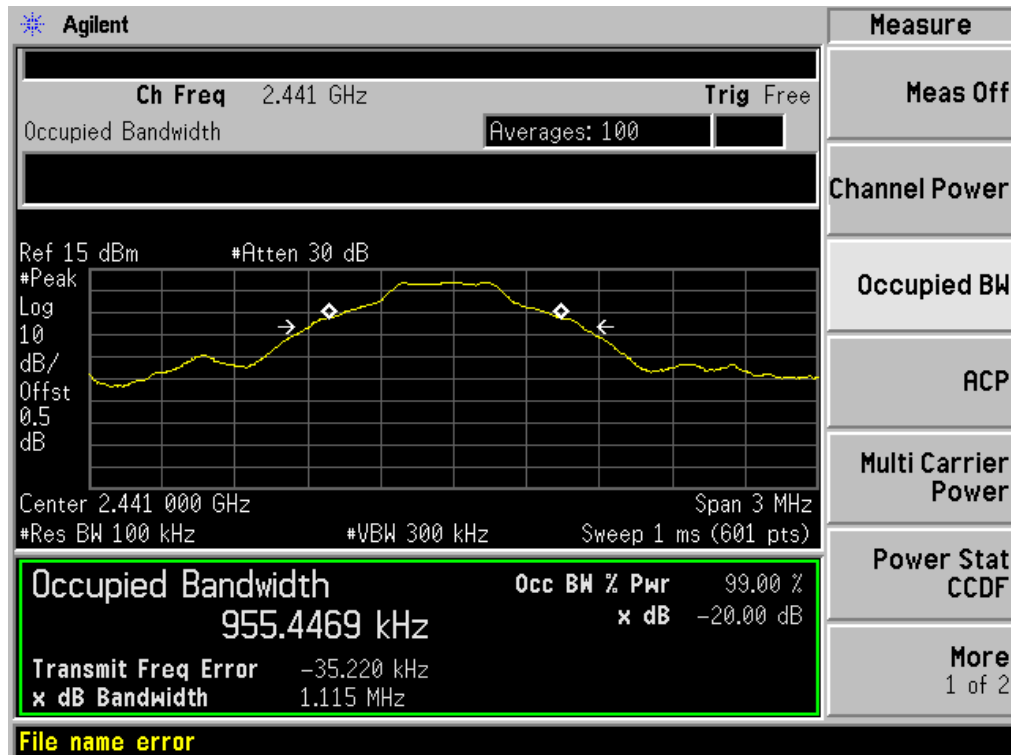 Agilent
Measure
Ch Freq 2.441 GHz Trig Free
Meas Off
Occupied Bandwidth Averages: 100
Channel Power
Ref 15 dBm #Atten 30 dB
#Peak
Log
10
dB/
Offst
0.5
dB
Occupied BW
ACP
Center 2.441 000 GHz Span 3 MHz
#Res BW 100 kHz #VBW 300 kHz Sweep 1 ms (601 pts)
Multi Carrier
Power
Occupied Bandwidth
955.4469 kHz
Occ BW % Pwr 99.00 %
x dB -20.00 dB
Transmit Freq Error -35.220 kHz
x dB Bandwidth 1.115 MHz
Power Stat
CCDF
More
1 of 2
File name error